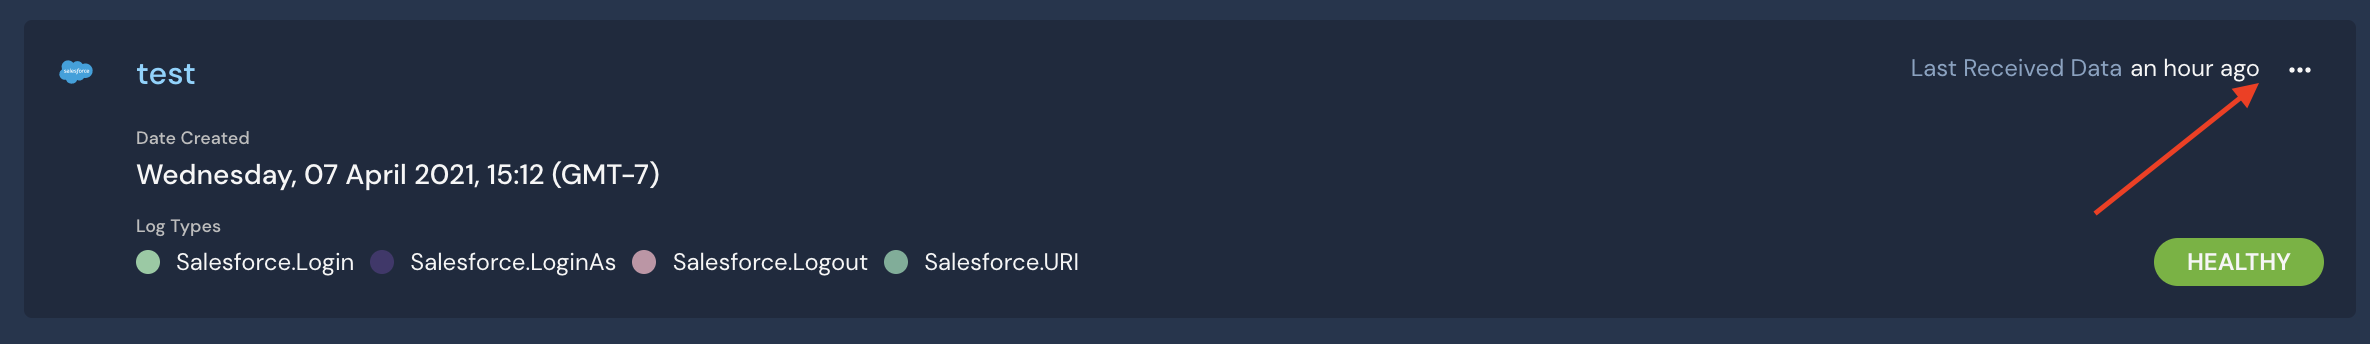 salesforce
test
Last Received Data an hour ago
Date Created
Wednesday, 07 April 2021, 15:12 (GMT-7)
Log Types
Salesforce.Login Salesforce.LoginAs Salesforce.Logout Salesforce.URI
HEALTHY